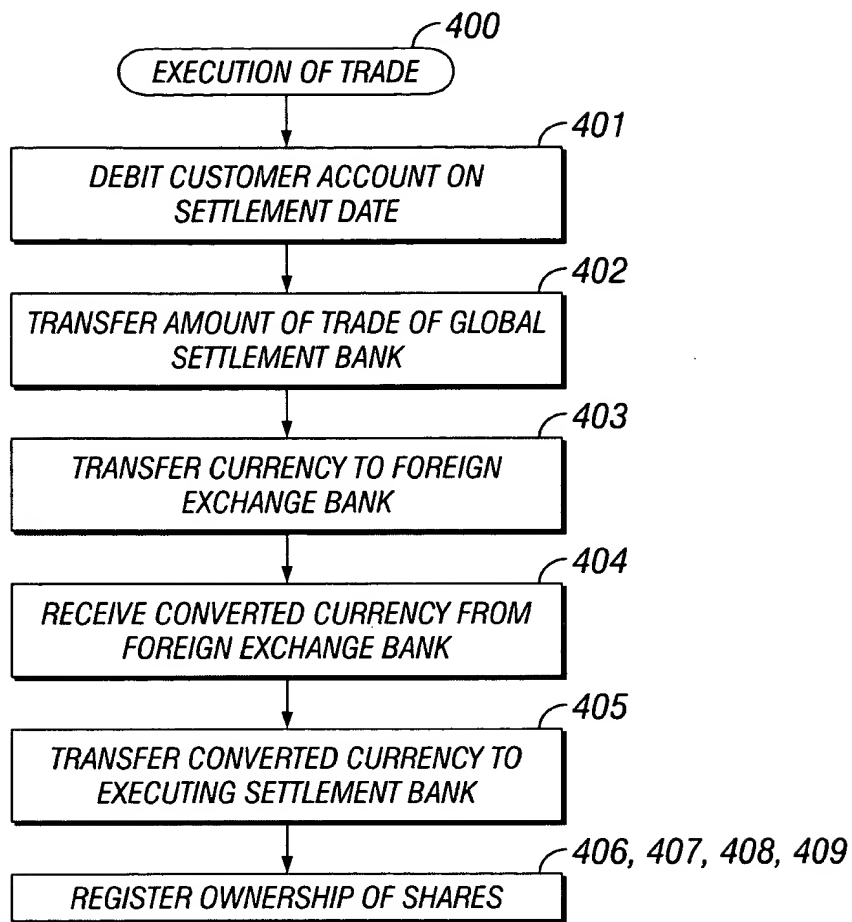 400
EXECUTION OF TRADE
401
DEBIT CUSTOMER ACCOUNT ON
SETTLEMENT DATE
402
TRANSFER AMOUNT OF TRADE OF GLOBAL
SETTLEMENT BANK
403
TRANSFER CURRENCY TO FOREIGN
EXCHANGE BANK
404
RECEIVE CONVERTED CURRENCY FROM
FOREIGN EXCHANGE BANK
405
TRANSFER CONVERTED CURRENCY TO
EXECUTING SETTLEMENT BANK
406, 407, 408, 409
REGISTER OWNERSHIP OF SHARES